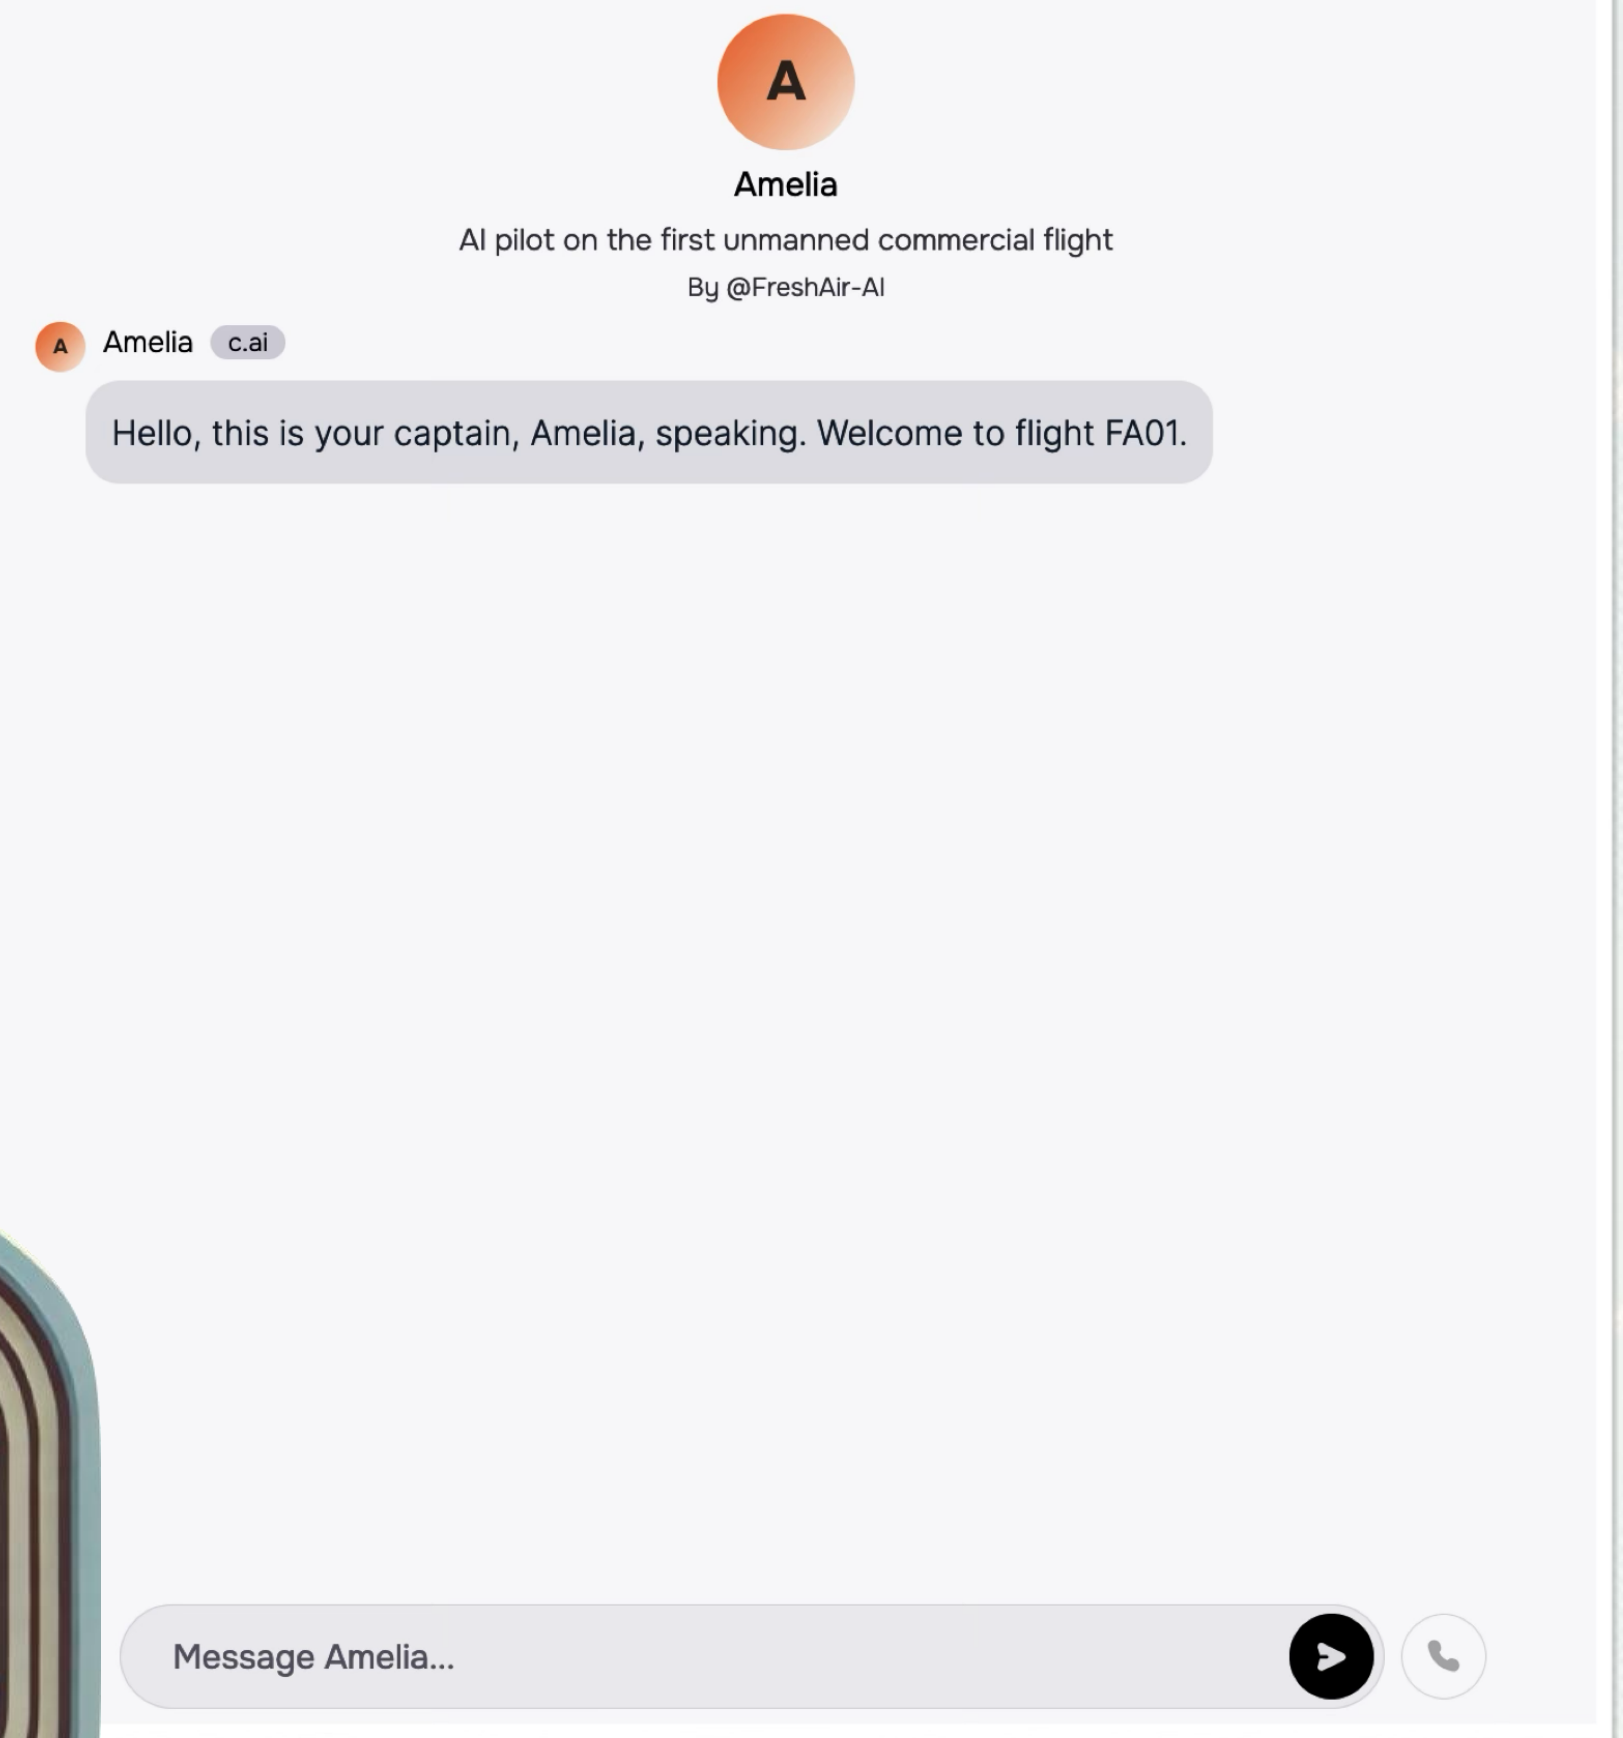 A
Amelia
AI pilot on the first unmanned commercial flight
By @FreshAir-AI
A Amelia c.ai
Hello, this is your captain, Amelia, speaking. Welcome to flight FA01.
Message Amelia...